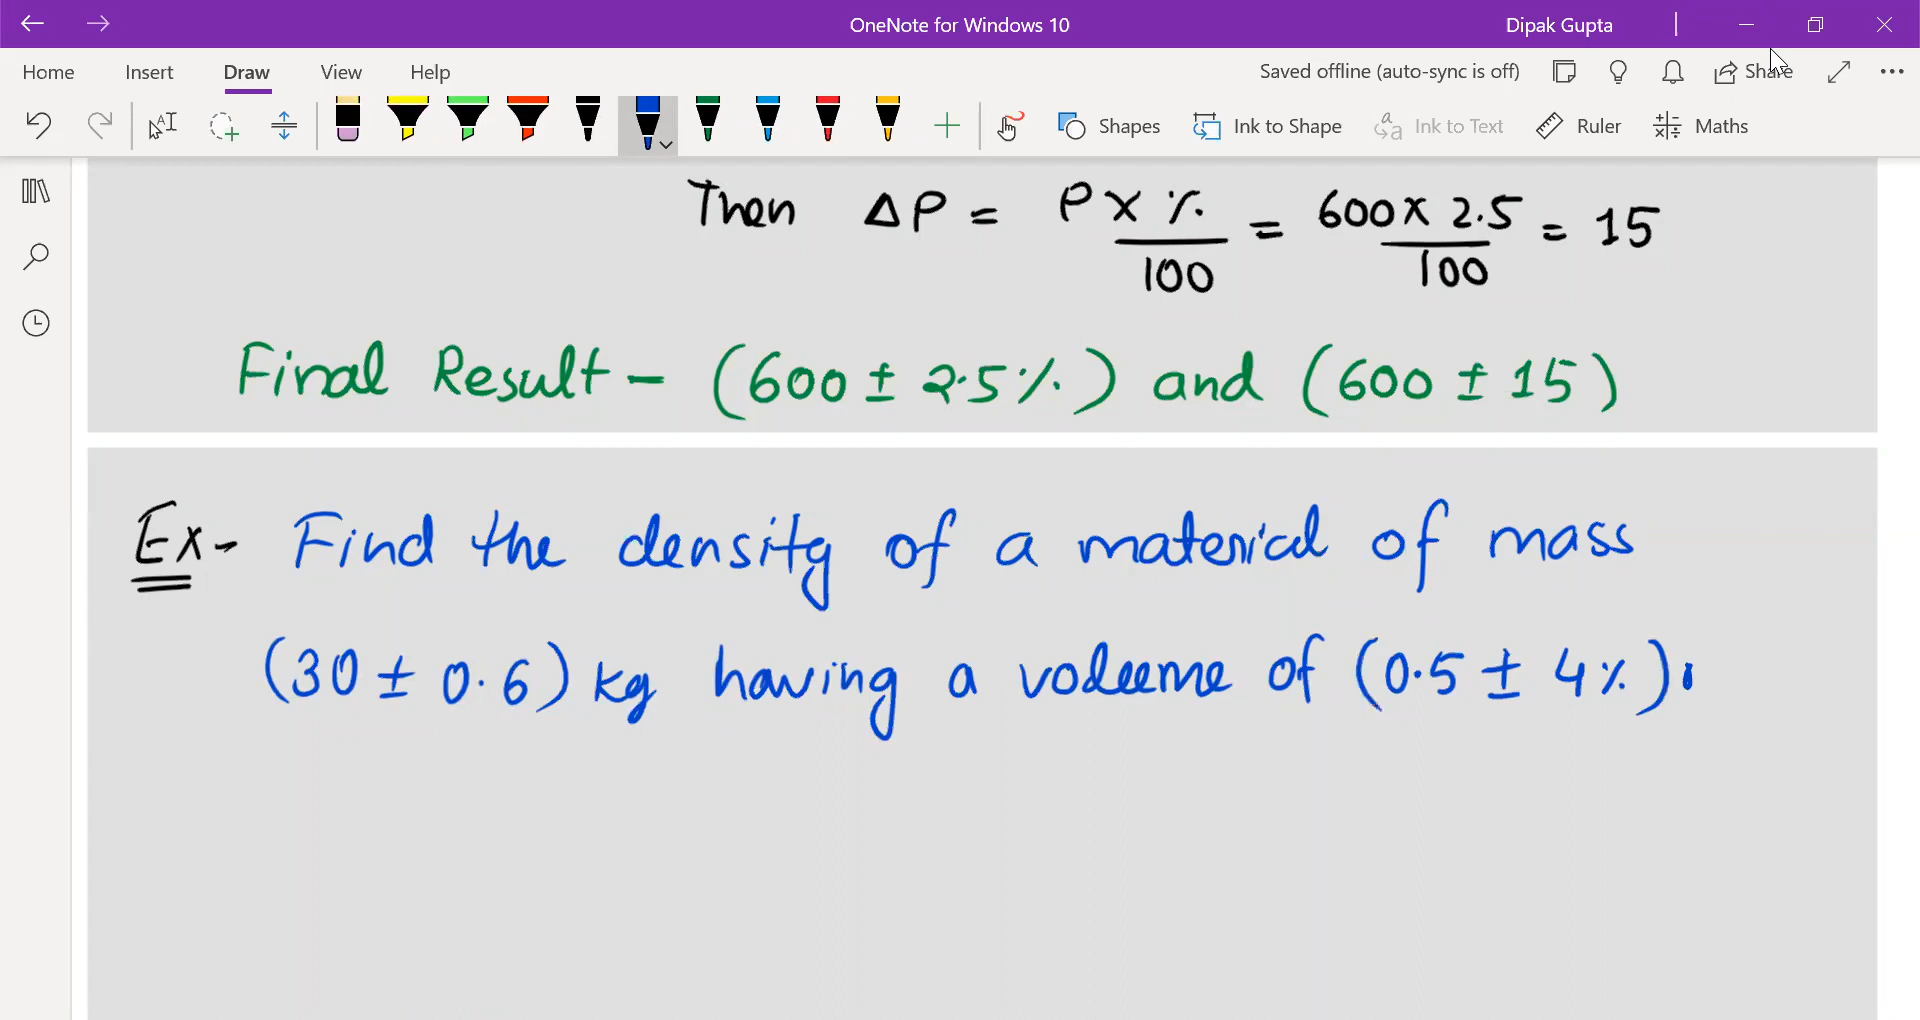 OneNote for Windows 10
Dipak Gupta
Home Insert Draw View Help
Saved offline (auto-sync is off) Share
Shapes Ink to Shape Ink to Text Ruler Maths
Then ΔP = P × % / 100 = 600 × 2.5 / 100 = 15
Final Result - (600 ± 2.5%) and (600 ± 15)
Ex- Find the density of a material of mass
(30 ± 0.6) kg having a volume of (0.5 ± 4%).